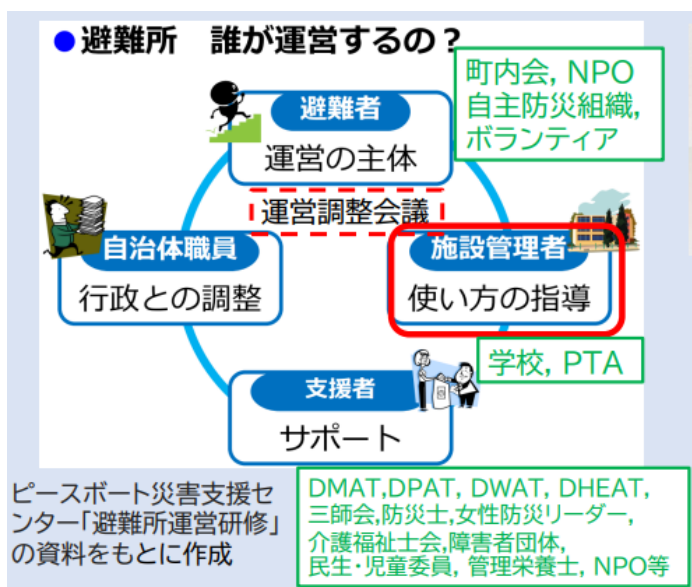 ●避難所　誰が運営するの？
町内会, NPO
自主防災組織,
ボランティア
避難者
運営の主体
運営調整会議
自治体職員
行政との調整
施設管理者
使い方の指導
学校, PTA
支援者
サポート
ピースボート災害支援セ
ンター「避難所運営研修」
の資料をもとに作成
DMAT,DPAT, DWAT, DHEAT,
三師会,防災士,女性防災リーダー,
介護福祉士会,障害者団体,
民生・児童委員, 管理栄養士, NPO等